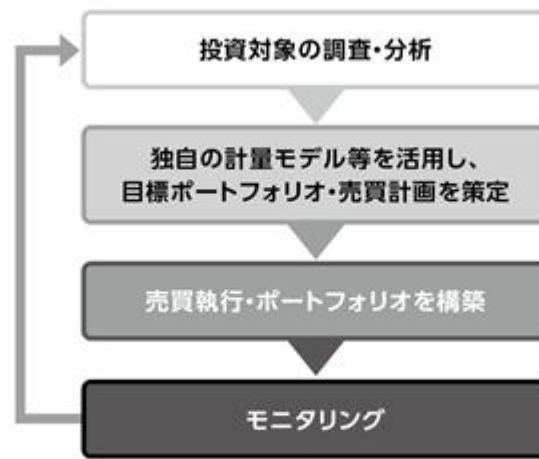 投資対象の調査・分析
独自の計量モデル等を活用し、
目標ポートフォリオ・売買計画を策定
売買執行・ポートフォリオを構築
モニタリング